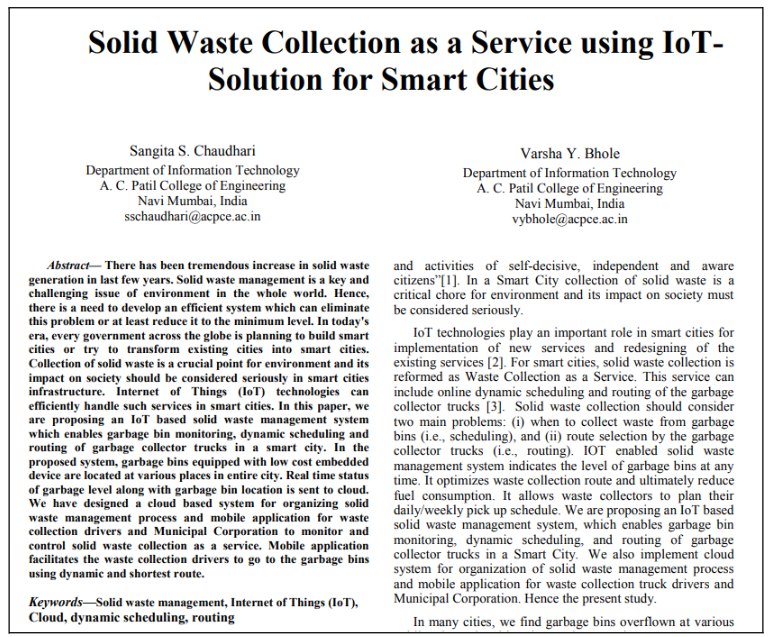 Solid Waste Collection as a Service using IoT-
Solution for Smart Cities
Sangita S. Chaudhari
Department of Information Technology
A. C. Patil College of Engineering
Navi Mumbai, India
sschaudhari@acpce.ac.in
Varsha Y. Bhole
Department of Information Technology
A. C. Patil College of Engineering
Navi Mumbai, India
vybhole@acpce.ac.in
Abstract— There has been tremendous increase in solid waste
generation in last few years. Solid waste management is a key and
challenging issue of environment in the whole world. Hence,
there is a need to develop an efficient system which can eliminate
this problem or at least reduce it to the minimum level. In today's
era, every government across the globe is planning to build smart
cities or try to transform existing cities into smart cities.
Collection of solid waste is a crucial point for environment and its
impact on society should be considered seriously in smart cities
infrastructure. Internet of Things (IoT) technologies can
efficiently handle such services in smart cities. In this paper, we
are proposing an IoT based solid waste management system
which enables garbage bin monitoring, dynamic scheduling and
routing of garbage collector trucks in a smart city. In the
proposed system, garbage bins equipped with low cost embedded
device are located at various places in entire city. Real time status
of garbage level along with garbage bin location is sent to cloud.
We have designed a cloud based system for organizing solid
waste management process and mobile application for waste
collection drivers and Municipal Corporation to monitor and
control solid waste collection as a service. Mobile application
facilitates the waste collection drivers to go to the garbage bins
using dynamic and shortest route.
Keywords—Solid waste management, Internet of Things (IoT),
Cloud, dynamic scheduling, routing
and activities of self-decisive, independent and aware
citizens"[1]. In a Smart City collection of solid waste is a
critical chore for environment and its impact on society must
be considered seriously.
IoT technologies play an important role in smart cities for
implementation of new services and redesigning of the
existing services [2]. For smart cities, solid waste collection is
reformed as Waste Collection as a Service. This service can
include online dynamic scheduling and routing of the garbage
collector trucks [3]. Solid waste collection should consider
two main problems: (i) when to collect waste from garbage
bins (i.e., scheduling), and (ii) route selection by the garbage
collector trucks (i.e., routing). IOT enabled solid waste
management system indicates the level of garbage bins at any
time. It optimizes waste collection route and ultimately reduce
fuel consumption. It allows waste collectors to plan their
daily/weekly pick up schedule. We are proposing an IoT based
solid waste management system, which enables garbage bin
monitoring, dynamic scheduling, and routing of garbage
collector trucks in a Smart City. We also implement cloud
system for organization of solid waste management process
and mobile application for waste collection truck drivers and
Municipal Corporation. Hence the present study.
In many cities, we find garbage bins overflown at various